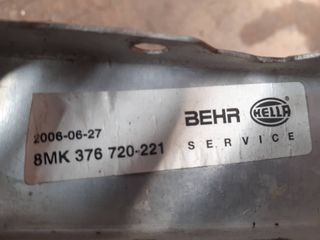 BEHR HELLA
2006-06-27
8MK 376 720-221 SERVICE